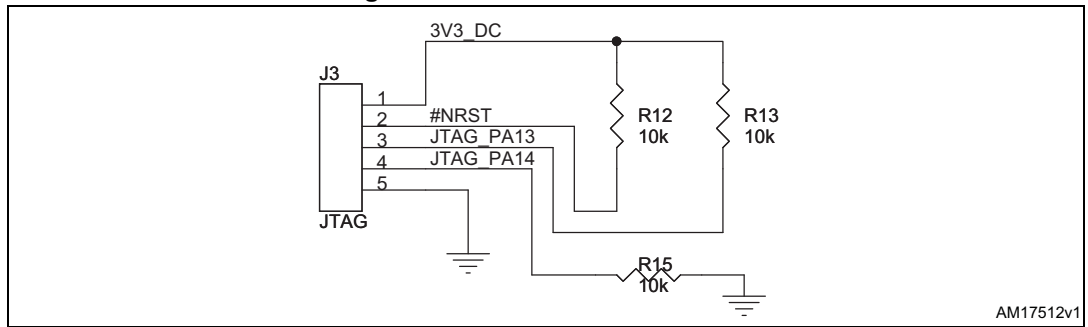 3V3_DC
J3
1
2
3
4
5
#NRST
JTAG_PA13
JTAG_PA14
R12
10k
R13
10k
JTAG
R15
10k
AM17512v1